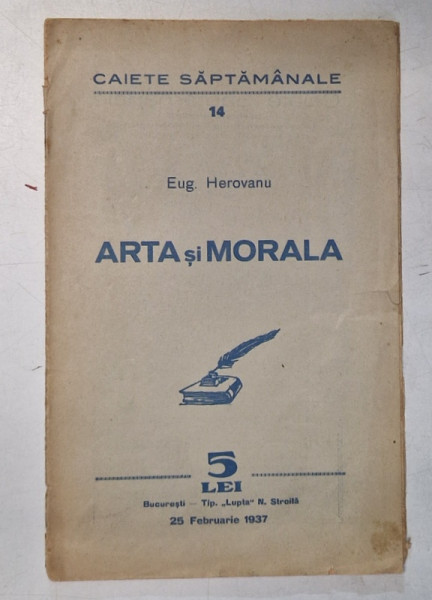 CAIETE SĂPTĂMÂNALE
14
Eug. Herovanu
ARTA și MORALA
5
LEI
București — Tip. „Lupta" N. Stroilă
25 Februarie 1937